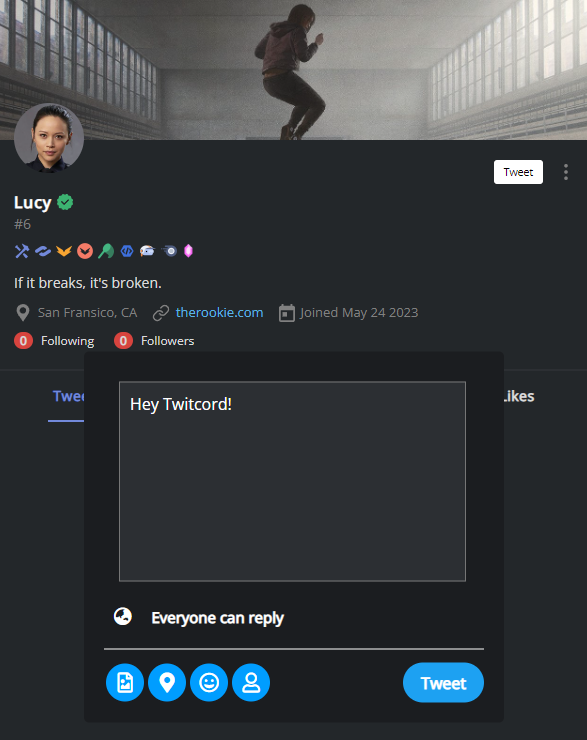 Tweet
Lucy
#6
If it breaks, it's broken.
San Fransico, CA therookie.com Joined May 24 2023
0 Following 0 Followers
Likes
Hey Twitcord!
Everyone can reply
Tweet